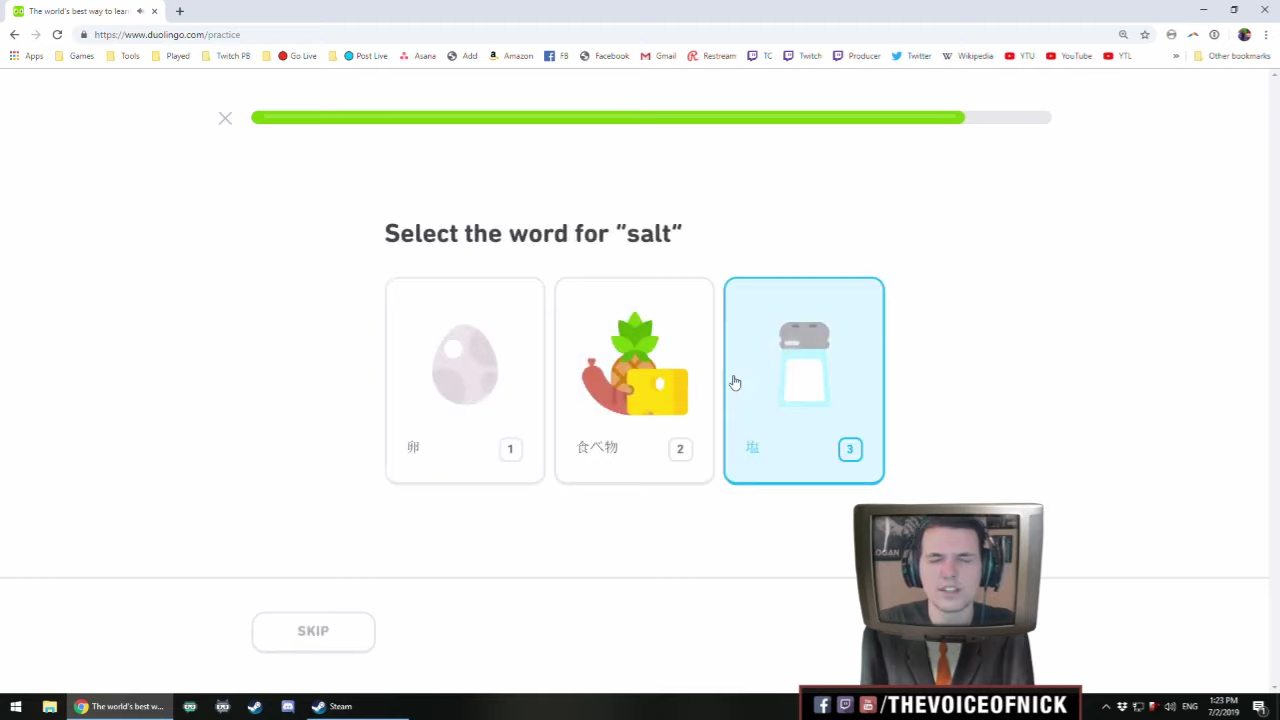 The world's best way to lear
https://www.duolingo.com/practice
Apps Games Tools Played Twitch PB Go Live Post Live Asana Add Amazon FB Facebook Gmail Restream TC Twitch Producer Twitter Wikipedia YTU YouTube YTL » Other bookmarks
Select the word for “salt”
卵 1 食べ物 2 塩 3
OGAN
SKIP
/THEVOICEOFNICK
The world's best w...
Steam
ENG
1:23 PM
7/2/2019